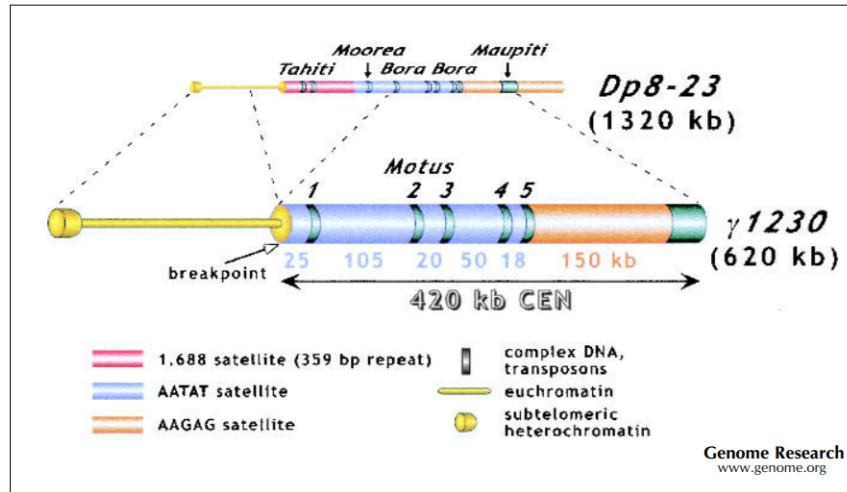 Moorea
Maupiti
Tahiti
Bora Bora
Dp8-23
(1320 kb)
Motus
1 2 3 4 5
γ1230
(620 kb)
breakpoint
25 105 20 50 18 150 kb
420 kb CEN
1,688 satellite (359 bp repeat)
AATAT satellite
AAGAG satellite
complex DNA,
transposons
euchromatin
subtelomeric
heterochromatin
Genome Research
www.genome.org